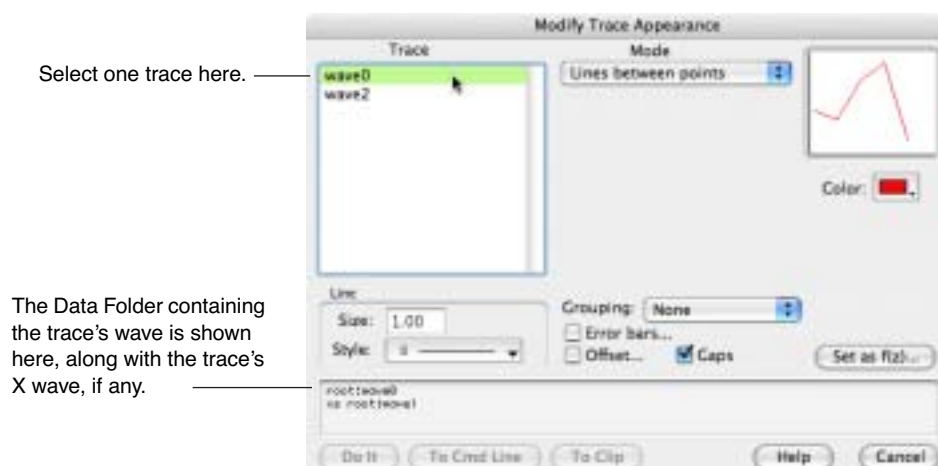 Modify Trace Appearance
Trace
Mode
Select one trace here.
wave0
wave2
Lines between points
Color:
The Data Folder containing
the trace's wave is shown
here, along with the trace's
X wave, if any.
Line
Size: 1.00
Style:
Grouping: None
Error bars...
Offset...
Caps
Set as f(z)...
root:wave0
vs root:wave1
Do It
To Cmd Line
To Clip
Help
Cancel